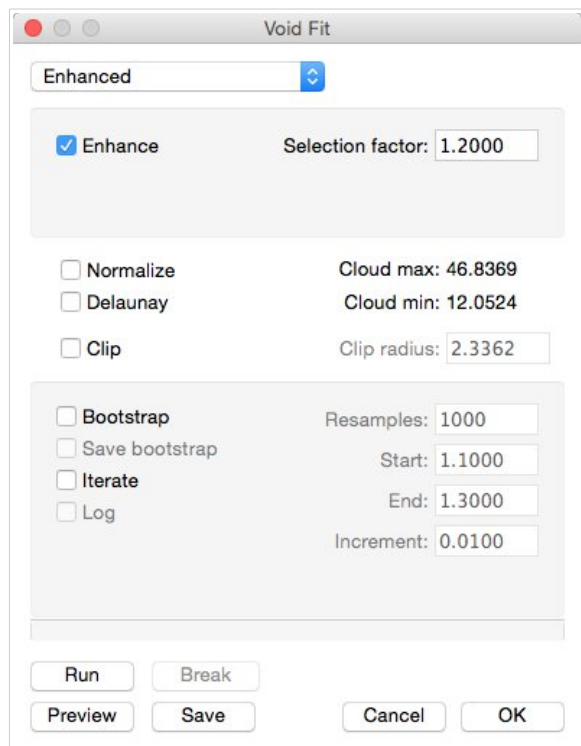 Void Fit
Enhanced
Enhance Selection factor: 1.2000
Normalize Cloud max: 46.8369
Delaunay Cloud min: 12.0524
Clip Clip radius: 2.3362
Bootstrap Resamples: 1000
Save bootstrap Start: 1.1000
Iterate End: 1.3000
Log Increment: 0.0100
Run Break
Preview Save Cancel OK